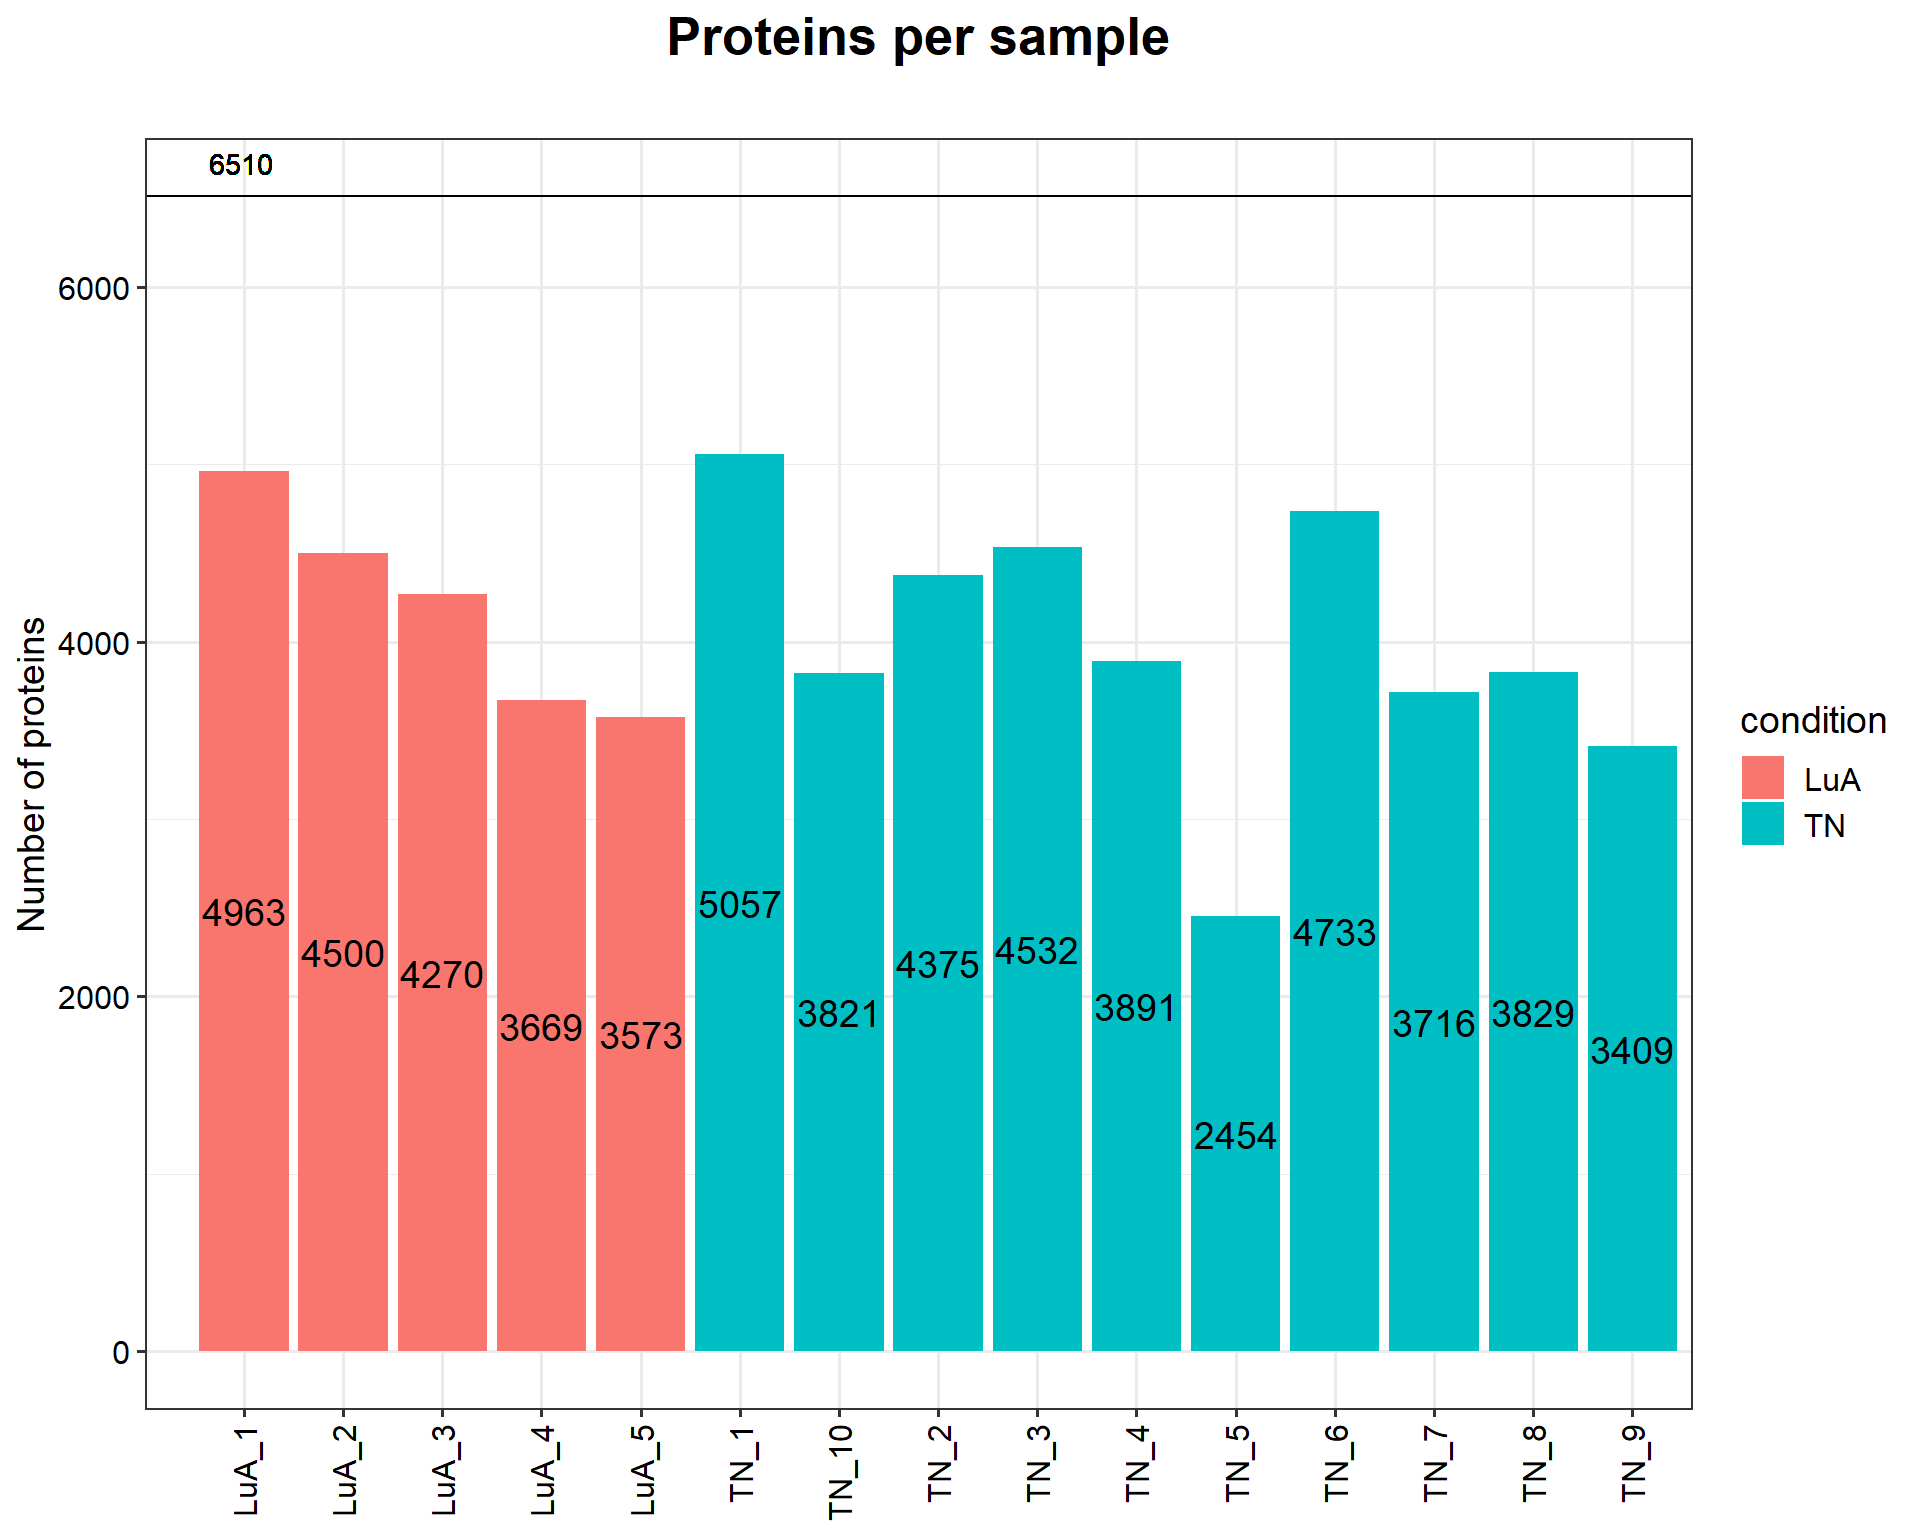 Proteins per sample
6510
6000
4000
2000
0
Number of proteins
4963
4500
4270
3669
3573
5057
3821
4375
4532
3891
2454
4733
3716
3829
3409
LuA_1
LuA_2
LuA_3
LuA_4
LuA_5
TN_1
TN_10
TN_2
TN_3
TN_4
TN_5
TN_6
TN_7
TN_8
TN_9
condition
LuA
TN